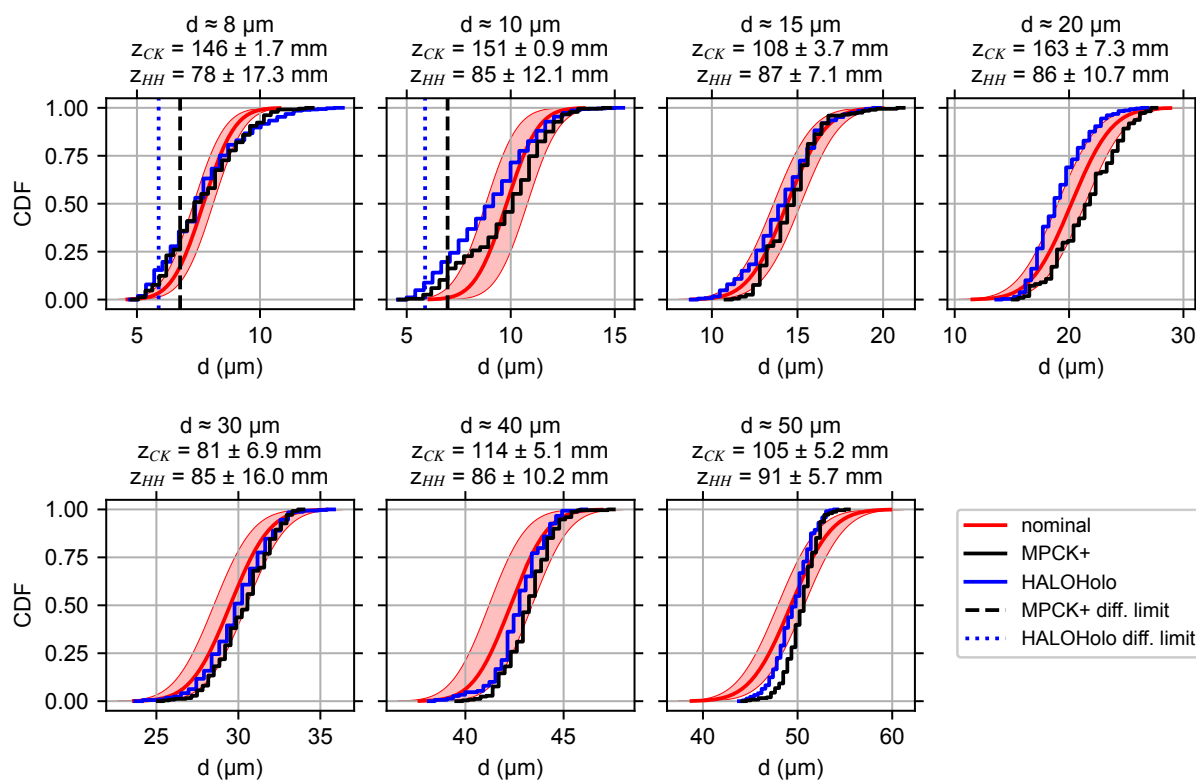 d ≈ 8 µm
z_CK = 146 ± 1.7 mm
z_HH = 78 ± 17.3 mm
d ≈ 10 µm
z_CK = 151 ± 0.9 mm
z_HH = 85 ± 12.1 mm
d ≈ 15 µm
z_CK = 108 ± 3.7 mm
z_HH = 87 ± 7.1 mm
d ≈ 20 µm
z_CK = 163 ± 7.3 mm
z_HH = 86 ± 10.7 mm
CDF
1.00
0.75
0.50
0.25
0.00
5 10
d (µm)
5 10 15
d (µm)
10 15 20
d (µm)
10 20 30
d (µm)
d ≈ 30 µm
z_CK = 81 ± 6.9 mm
z_HH = 85 ± 16.0 mm
d ≈ 40 µm
z_CK = 114 ± 5.1 mm
z_HH = 86 ± 10.2 mm
d ≈ 50 µm
z_CK = 105 ± 5.2 mm
z_HH = 91 ± 5.7 mm
CDF
1.00
0.75
0.50
0.25
0.00
25 30 35
d (µm)
40 45
d (µm)
40 50 60
d (µm)
nominal
MPCK+
HALOHolo
MPCK+ diff. limit
HALOHolo diff. limit